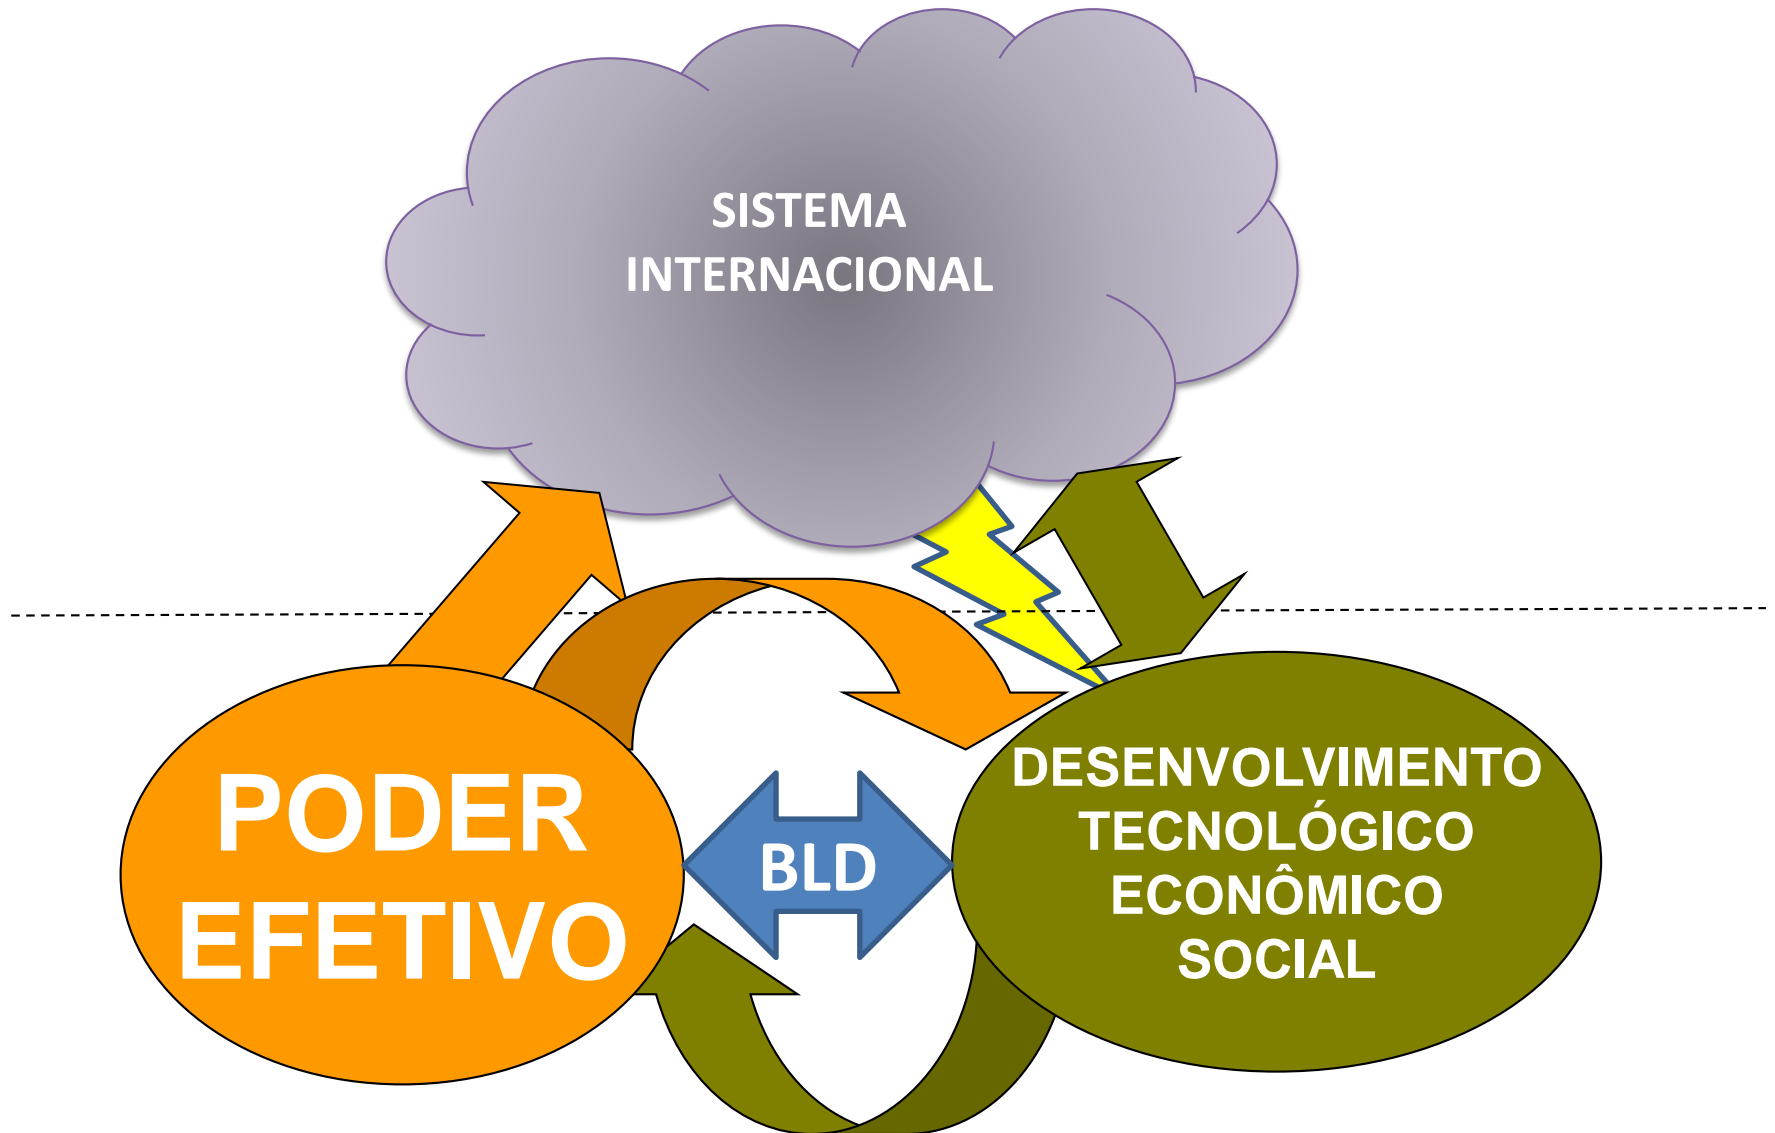 SISTEMA
INTERNACIONAL
PODER
EFETIVO
BLD
DESENVOLVIMENTO
TECNOLÓGICO
ECONÔMICO
SOCIAL